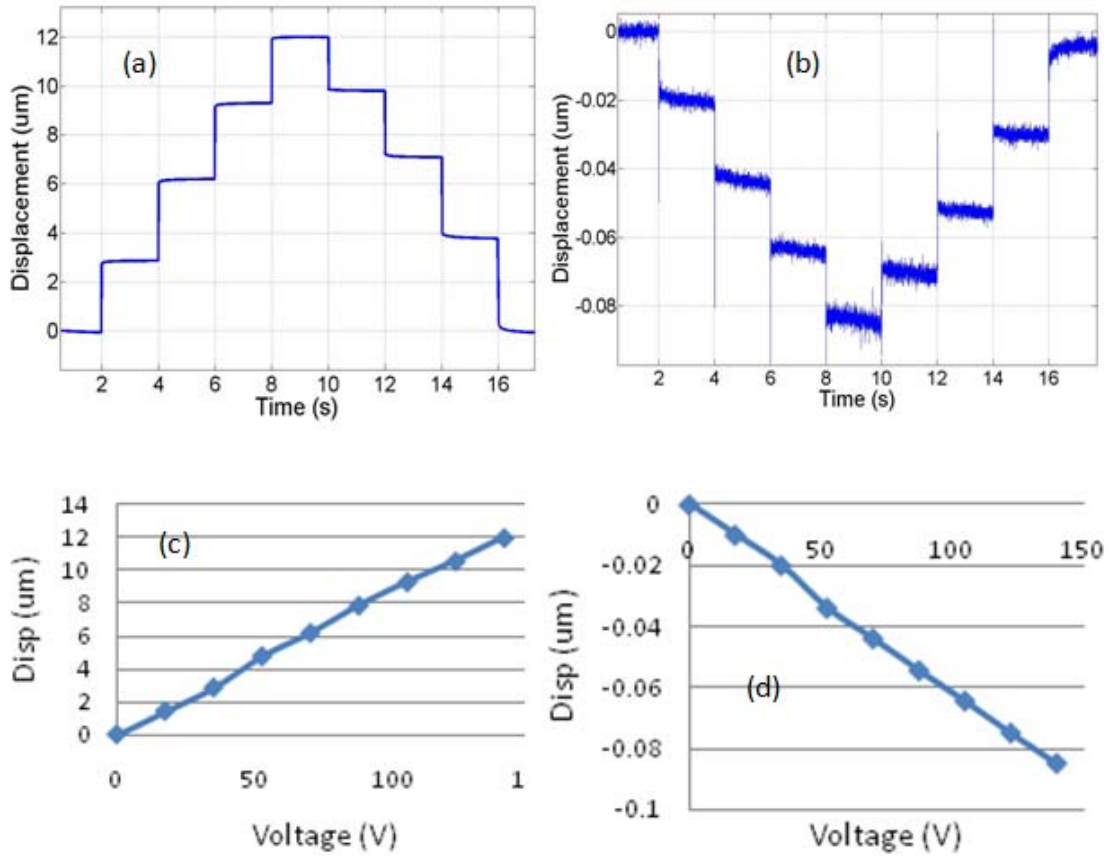 12
10
8
6
4
2
0
Displacement (um)
(a)
2 4 6 8 10 12 14 16
Time (s)
0
-0.02
-0.04
-0.06
-0.08
Displacement (um)
(b)
2 4 6 8 10 12 14 16
Time (s)
14
12
10
8
6
4
2
0
Disp (um)
(c)
0 50 100 1
Voltage (V)
0
-0.02
-0.04
-0.06
-0.08
-0.1
Disp (um)
0 50 100 150
(d)
Voltage (V)